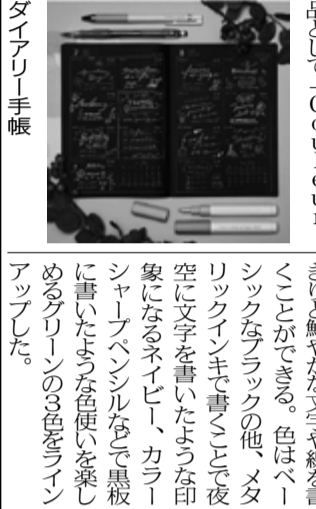 品として「Couleur
ダイアリー手帳
きりと鮮やかな文字や絵を書
くことができる。色はベー
シックなブラックの他、メタ
リックインキで書くことで夜
空に文字を書いたような印
象になるネイビー、カラー
シャープペンシルなどで黒板
に書いたような色使いを楽し
めるグリーンの3色をライン
アップした。